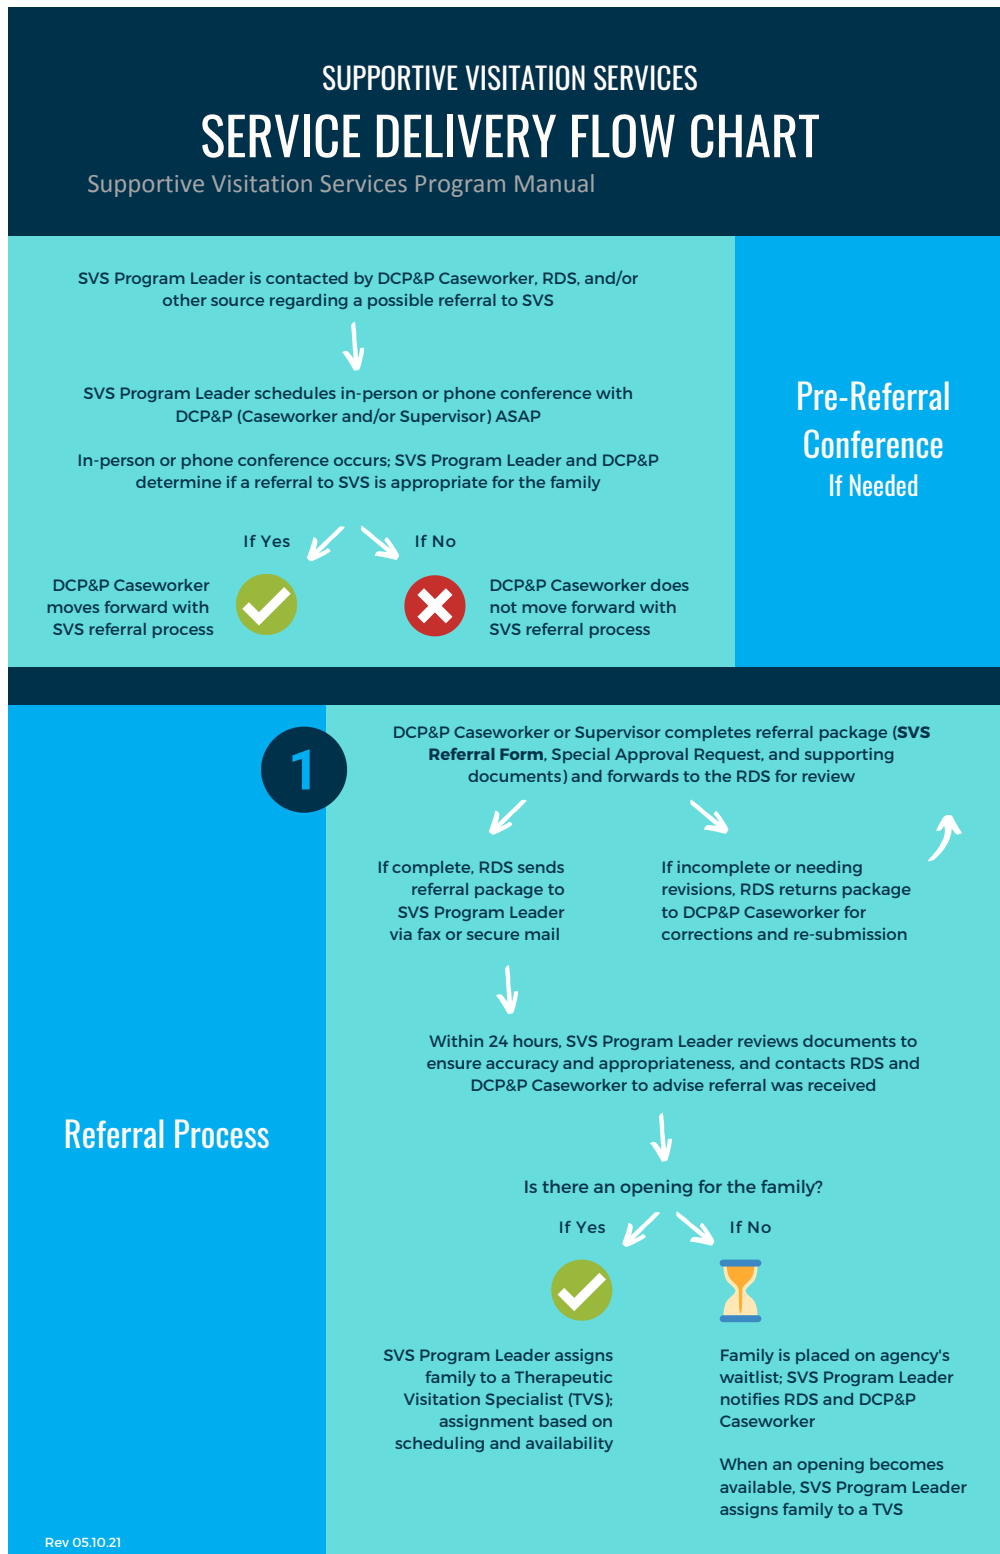 SUPPORTIVE VISITATION SERVICES
SERVICE DELIVERY FLOW CHART
Supportive Visitation Services Program Manual
SVS Program Leader is contacted by DCP&P Caseworker, RDS, and/or
other source regarding a possible referral to SVS
SVS Program Leader schedules in-person or phone conference with
DCP&P (Caseworker and/or Supervisor) ASAP
In-person or phone conference occurs; SVS Program Leader and DCP&P
determine if a referral to SVS is appropriate for the family
If Yes
If No
DCP&P Caseworker
moves forward with
SVS referral process
DCP&P Caseworker does
not move forward with
SVS referral process
Pre-Referral
Conference
If Needed
1
Referral Process
DCP&P Caseworker or Supervisor completes referral package (SVS
Referral Form, Special Approval Request, and supporting
documents) and forwards to the RDS for review
If complete, RDS sends
referral package to
SVS Program Leader
via fax or secure mail
If incomplete or needing
revisions, RDS returns package
to DCP&P Caseworker for
corrections and re-submission
Within 24 hours, SVS Program Leader reviews documents to
ensure accuracy and appropriateness, and contacts RDS and
DCP&P Caseworker to advise referral was received
Is there an opening for the family?
If Yes
If No
SVS Program Leader assigns
family to a Therapeutic
Visitation Specialist (TVS);
assignment based on
scheduling and availability
Family is placed on agency's
waitlist; SVS Program Leader
notifies RDS and DCP&P
Caseworker
When an opening becomes
available, SVS Program Leader
assigns family to a TVS
Rev 05.10.21